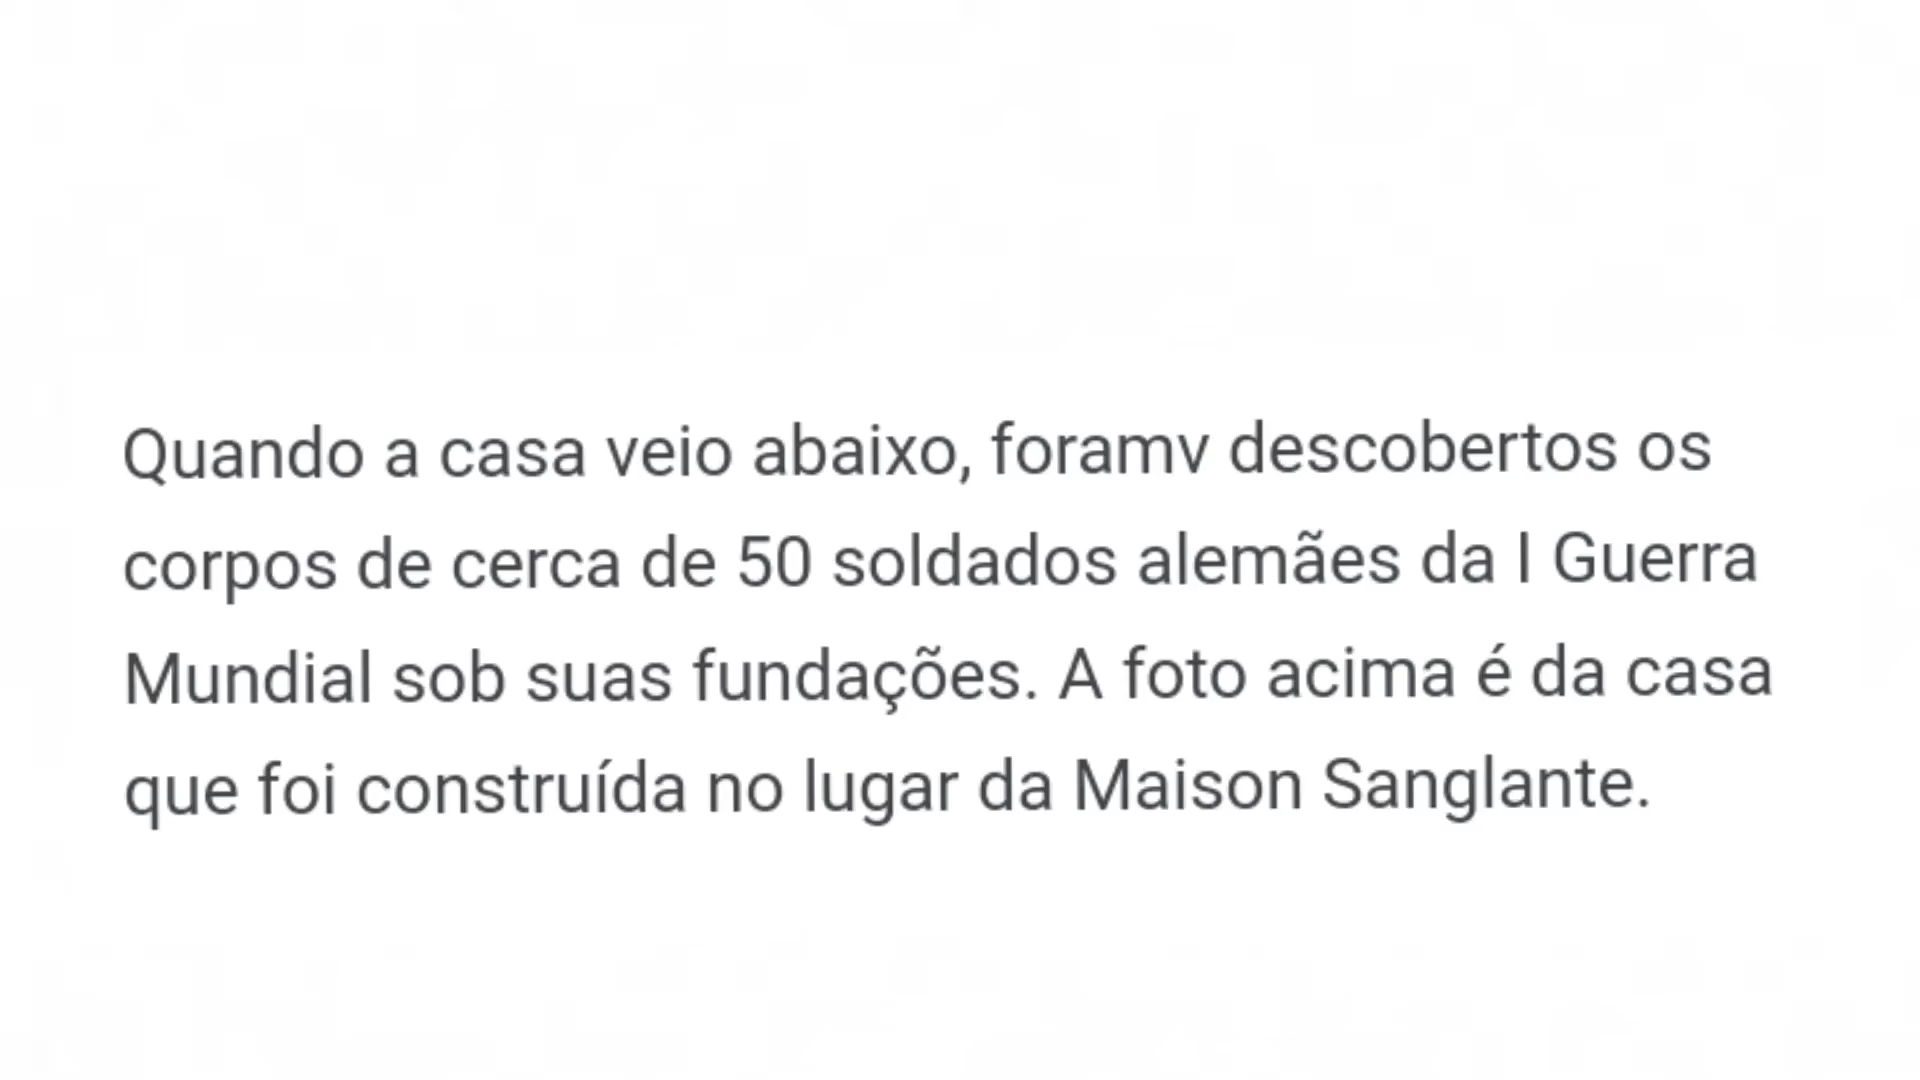 Quando a casa veio abaixo, foramv descobertos os
corpos de cerca de 50 soldados alemães da I Guerra
Mundial sob suas fundações. A foto acima é da casa
que foi construída no lugar da Maison Sanglante.